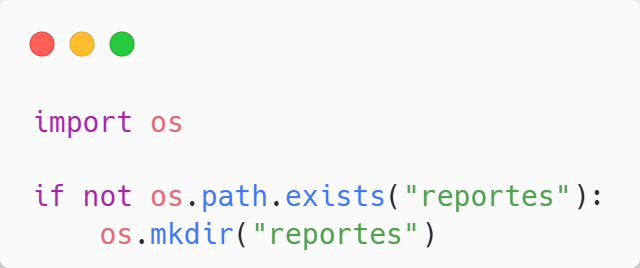 import os
if not os.path.exists("reportes"):
    os.mkdir("reportes")